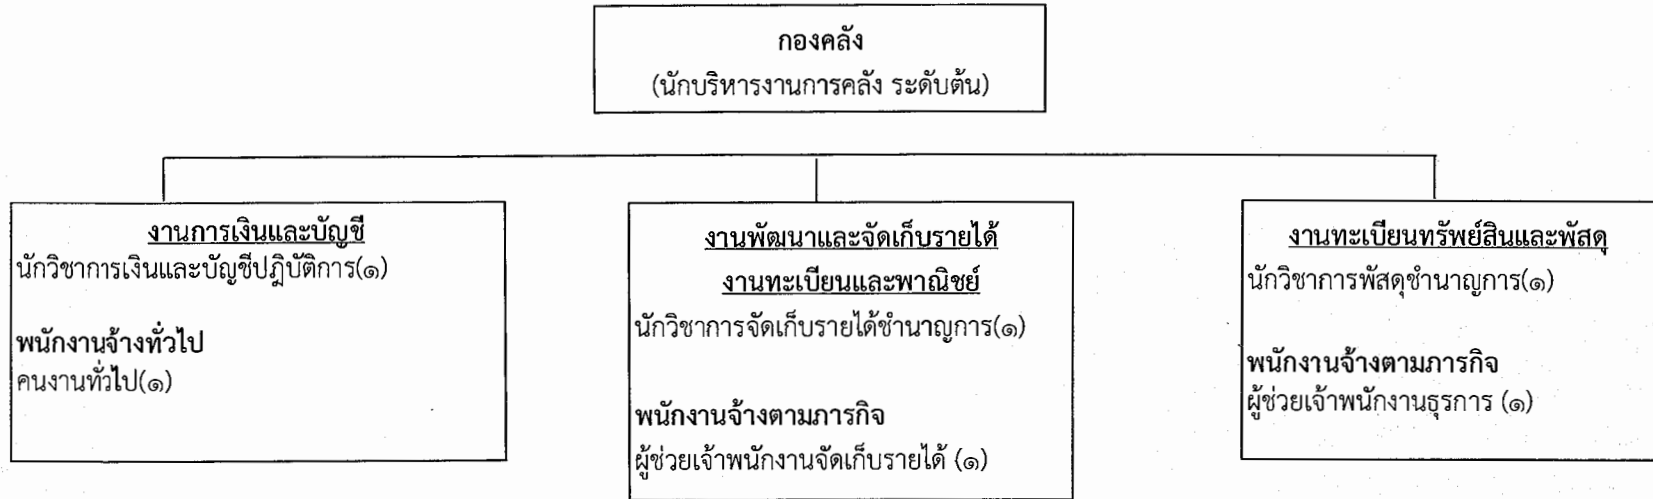 กองคลัง
(นักบริหารงานการคลัง ระดับต้น)
งานการเงินและบัญชี
นักวิชาการเงินและบัญชีปฏิบัติการ(๑)
พนักงานจ้างทั่วไป
คนงานทั่วไป(๑)
งานพัฒนาและจัดเก็บรายได้
งานทะเบียนและพาณิชย์
นักวิชาการจัดเก็บรายได้ชำนาญการ(๑)
พนักงานจ้างตามภารกิจ
ผู้ช่วยเจ้าพนักงานจัดเก็บรายได้ (๑)
งานทะเบียนทรัพย์สินและพัสดุ
นักวิชาการพัสดุชำนาญการ(๑)
พนักงานจ้างตามภารกิจ
ผู้ช่วยเจ้าพนักงานธุรการ (๑)